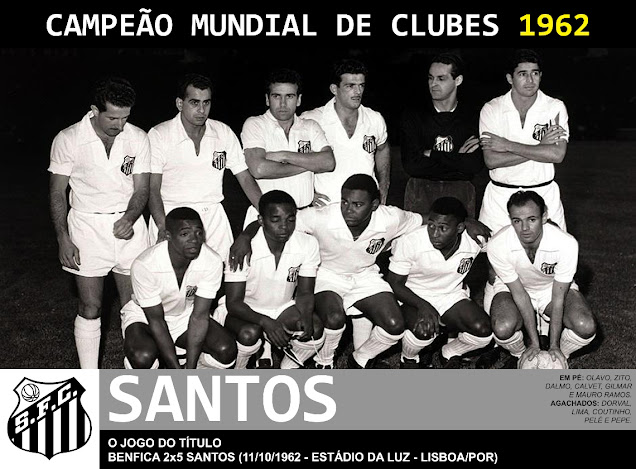 CAMPEÃO MUNDIAL DE CLUBES 1962
S.F.C.
SANTOS
EM PÉ: OLAVO, ZITO,
DALMO, CALVET, GILMAR
E MAURO RAMOS.
AGACHADOS: DORVAL,
LIMA, COUTINHO,
PELÉ E PEPE.
O JOGO DO TÍTULO
BENFICA 2x5 SANTOS (11/10/1962 - ESTÁDIO DA LUZ - LISBOA/POR)